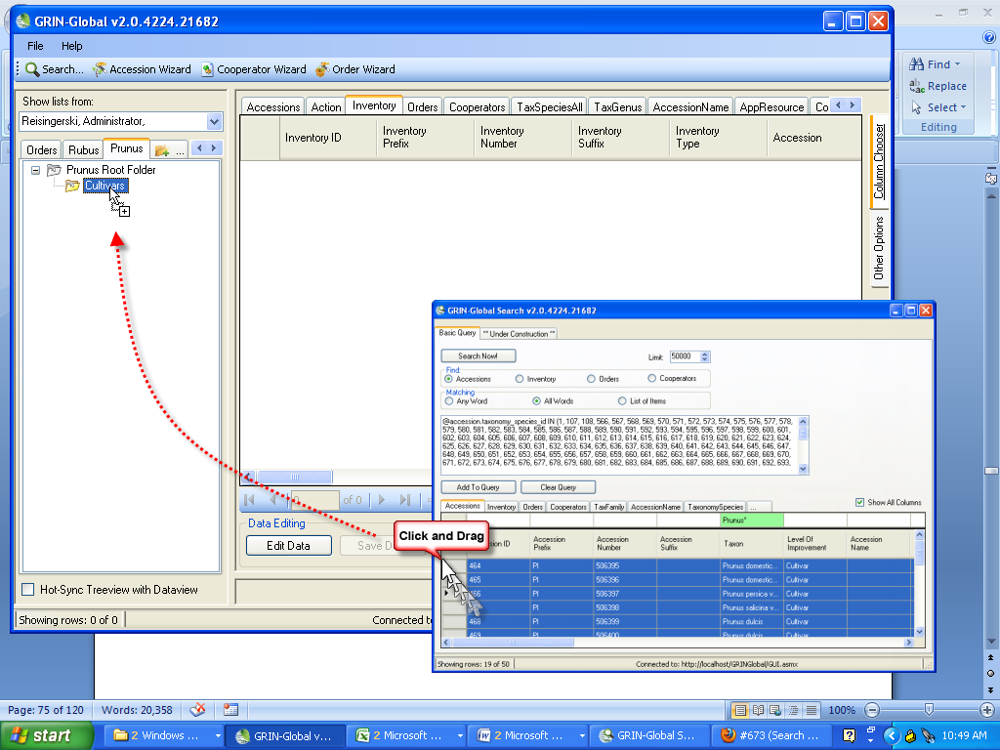 GRIN-Global v2.0.4224.21682
File Help
Search... Accession Wizard Cooperator Wizard Order Wizard
Show lists from:
Reisingerski, Administrator,
Orders Rubus Prunus ...
Prunus Root Folder
Cultivars
Hot-Sync Treeview with Dataview
Showing rows: 0 of 0 Connected to
Accessions Action Inventory Orders Cooperators TaxSpeciesAll TaxGenus AccessionName AppResource Co
Inventory ID Inventory Prefix Inventory Number Inventory Suffix Inventory Type Accession
Column Chooser
Other Options
0 of 0
Data Editing
Edit Data Save D
Click and Drag
Find
Replace
Select
Editing
GRIN-Global Search v2.0.4224.21682
Basic Query ** Under Construction **
Search Now! Limit: 50000
Find:
Accessions Inventory Orders Cooperators
Matching:
Any Word All Words List of Items
@accession.taxonomy_species_id IN (1, 107, 108, 566, 567, 568, 569, 570, 571, 572, 573, 574, 575, 576, 577, 578,
579, 580, 581, 582, 583, 584, 585, 586, 587, 588, 589, 590, 591, 592, 593, 594, 595, 596, 597, 598, 599, 600, 601,
602, 603, 604, 605, 606, 607, 608, 609, 610, 611, 612, 613, 614, 615, 616, 617, 618, 619, 620, 621, 622, 623, 624,
625, 626, 627, 628, 629, 630, 631, 632, 633, 634, 635, 636, 637, 638, 639, 640, 641, 642, 643, 644, 645, 646, 647,
648, 649, 650, 651, 652, 653, 654, 655, 656, 657, 658, 659, 660, 661, 662, 663, 664, 665, 666, 667, 668, 669, 670,
671, 672, 673, 674, 675, 676, 677, 678, 679, 680, 681, 682, 683, 684, 685, 686, 687, 688, 689, 690, 691, 692, 693,
Add To Query Clear Query
Accessions Inventory Orders Cooperators TaxFamily AccessionName TaxonomySpecies ... Show All Columns
Prunus*
ion ID Accession Prefix Accession Number Accession Suffix Taxon Level Of Improvement Accession Name
464 PI 506395 Prunus domestic... Cultivar
465 PI 506396 Prunus domestic... Cultivar
466 PI 506397 Prunus persica v... Cultivar
PI 506398 Prunus salicina v... Cultivar
468 PI 506399 Prunus dulcis Cultivar
469 PI 506400 Prunus dulcis Cultivar
Showing rows: 19 of 50 Connected to: http://localhost/GRINGlobal/GUI.asmx
Page: 75 of 120 Words: 20,358 100%
start 2 Windows ... GRIN-Global v... 2 Microsoft ... 2 Microsoft ... GRIN-Global S... #673 (Search ... 10:49 AM